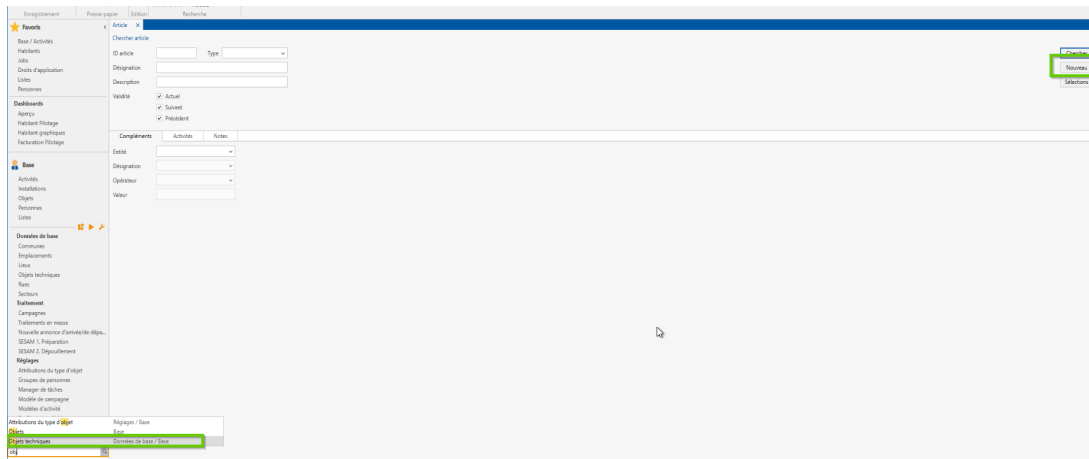 Enregistrement Presse-papier Edition Recherche
Favoris
Base / Activités
Habitants
Jobs
Droits d'application
Listes
Personnes
Dashboards
Aperçu
Habitant Pilotage
Habitant graphiques
Facturation Pilotage
Base
Activités
Installations
Objets
Personnes
Listes
Données de base
Communes
Emplacements
Lieux
Objets techniques
Rues
Secteurs
Traitement
Campagnes
Traitements en masse
Nouvelle annonce d'arrivée/de dépa...
SESAM 1. Préparation
SESAM 2. Dépouillement
Réglages
Attributions du type d'objet
Groupes de personnes
Manager de tâches
Modèle de campagne
Modèles d'activité
Attributions du type d'objet Réglages / Base
Objets Base
Objets techniques Données de base / Base
obj
Article
Chercher article
ID article Type
Désignation
Description
Validité Actuel
Suivant
Précédent
Compléments Activités Notes
Entité
Désignation
Opérateur
Valeur
Chercher
Nouveau
Sélections